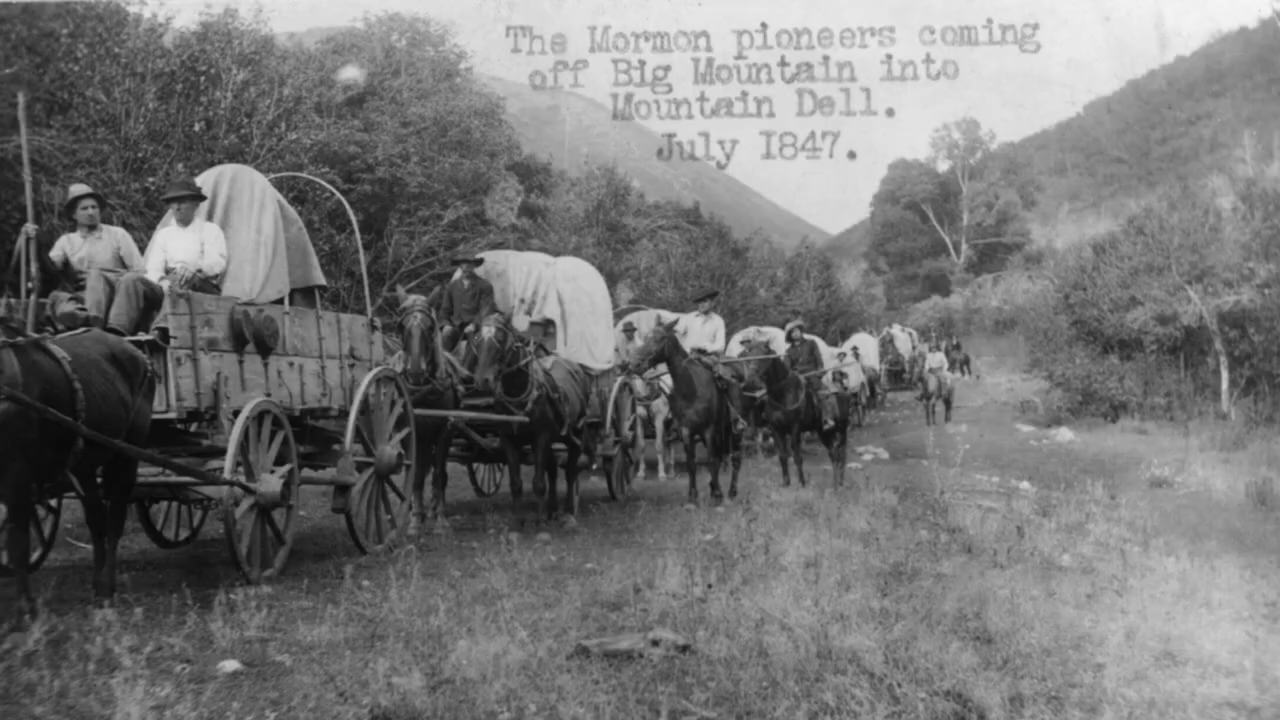 The Mormon pioneers coming
off Big Mountain into
Mountain Dell.
July 1847.